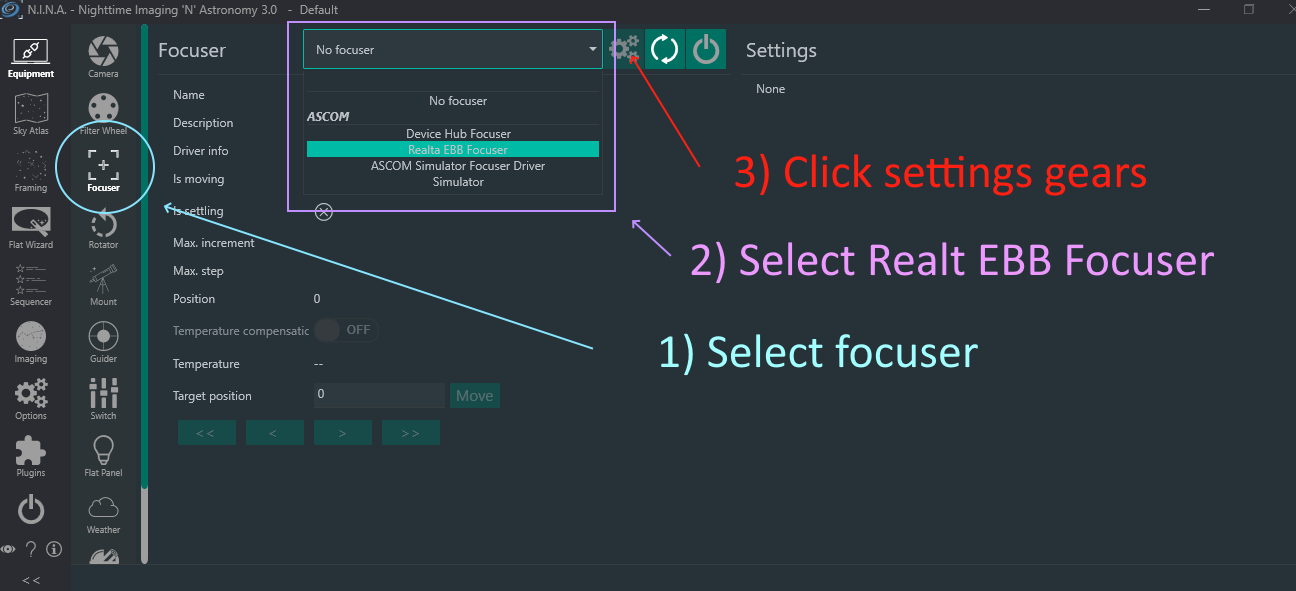 N.I.N.A. - Nighttime Imaging 'N' Astronomy 3.0 - Default
Equipment
Sky Atlas
Framing
Flat Wizard
Sequencer
Imaging
Options
Plugins
<<
Camera
Filter Wheel
Focuser
Rotator
Mount
Guider
Switch
Flat Panel
Weather
Focuser
No focuser
No focuser
ASCOM
Device Hub Focuser
Realta EBB Focuser
ASCOM Simulator Focuser Driver
Simulator
Name
Description
Driver info
Is moving
Is settling
Max. increment
Max. step
Position 0
Temperature compensatic OFF
Temperature --
Target position 0 Move
<< < > >>
Settings
None
3) Click settings gears
2) Select Realt EBB Focuser
1) Select focuser